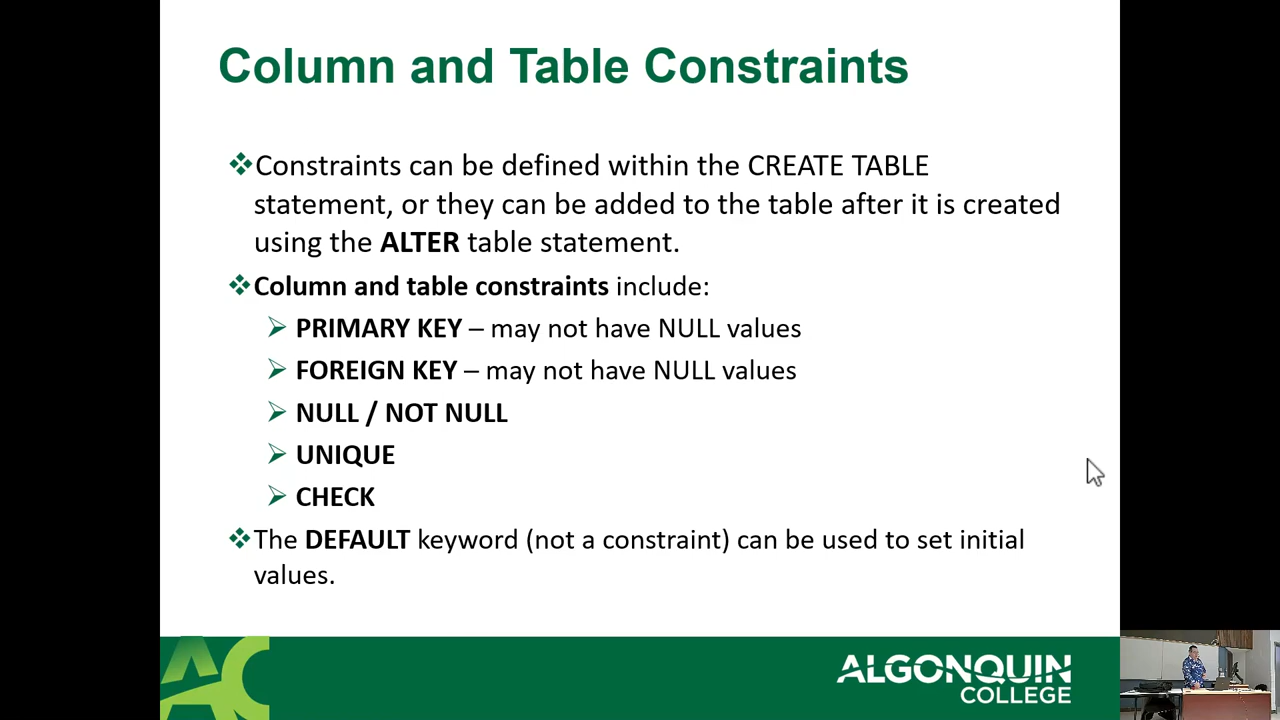 Column and Table Constraints
❖Constraints can be defined within the CREATE TABLE
statement, or they can be added to the table after it is created
using the ALTER table statement.
❖Column and table constraints include:
➢ PRIMARY KEY – may not have NULL values
➢ FOREIGN KEY – may not have NULL values
➢ NULL / NOT NULL
➢ UNIQUE
➢ CHECK
❖The DEFAULT keyword (not a constraint) can be used to set initial
values.
AC
ALGONQUIN
COLLEGE